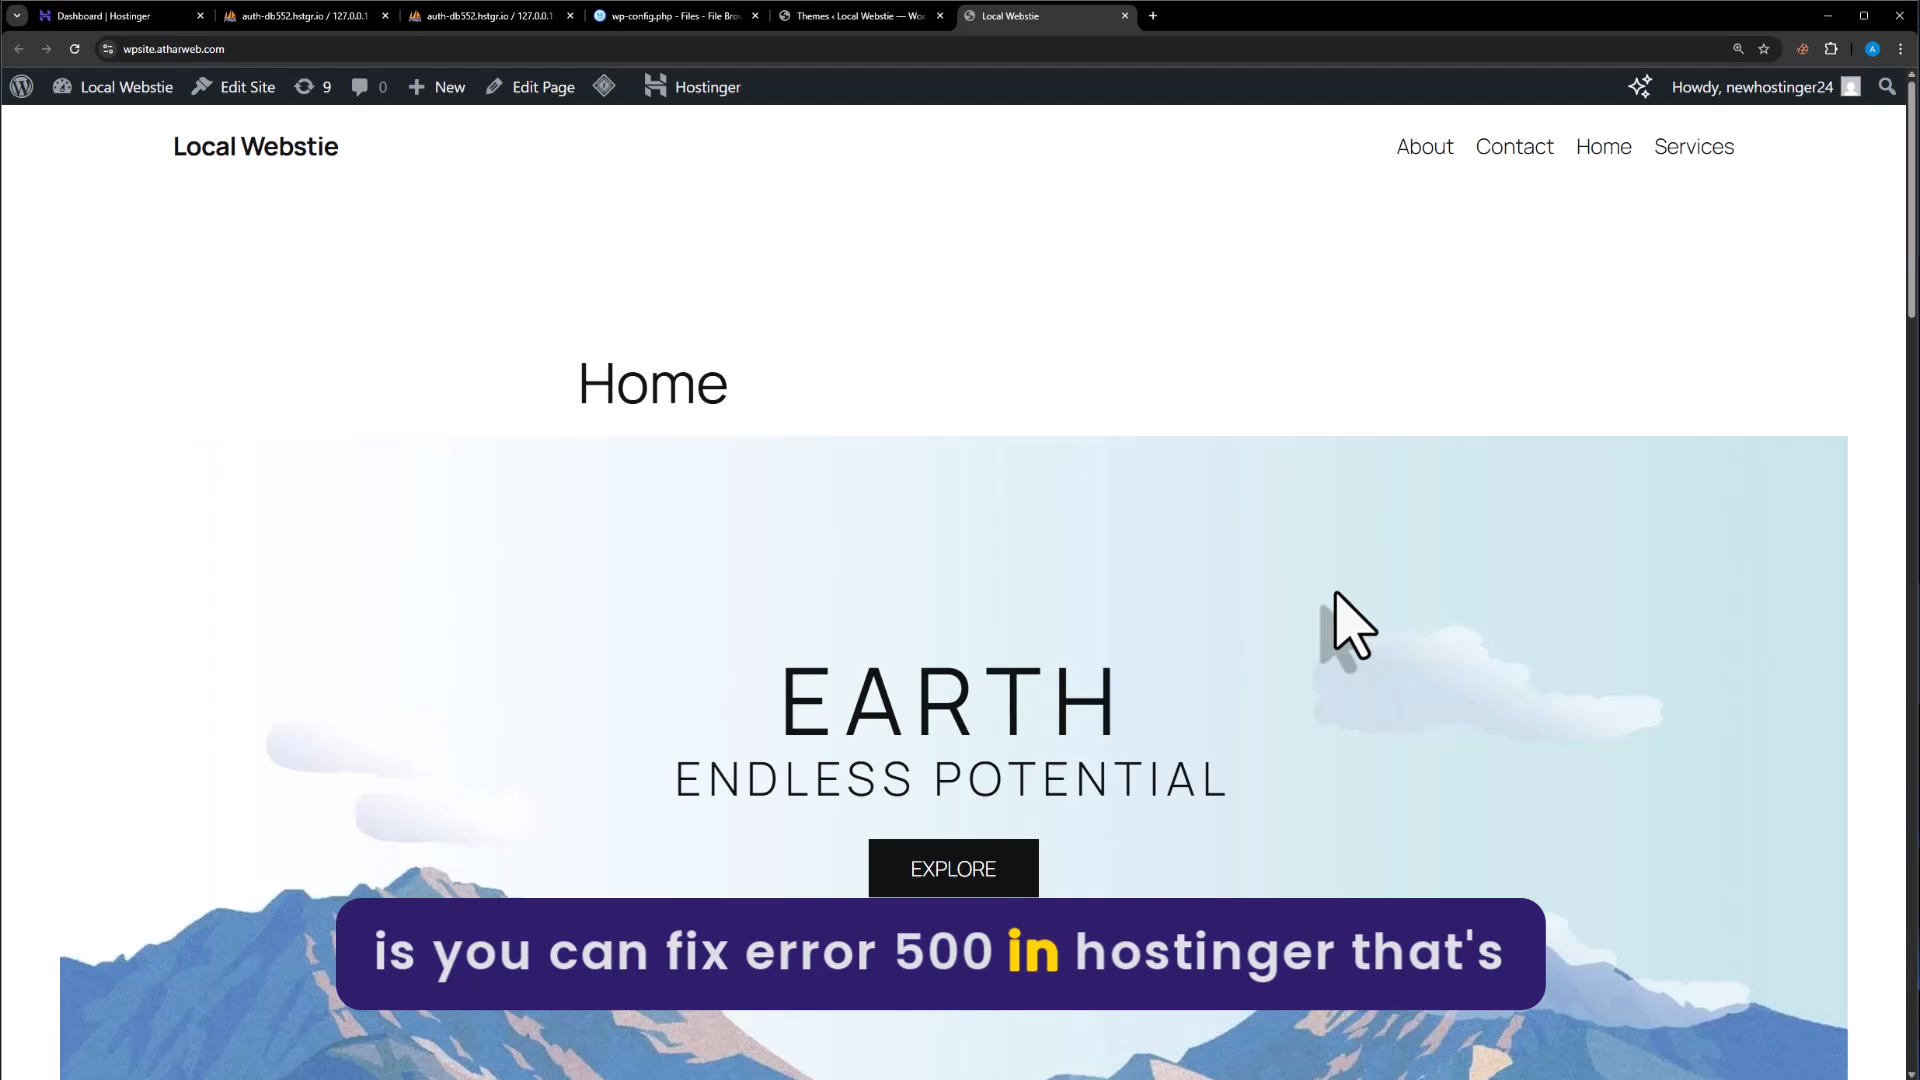 Dashboard | Hostinger
auth-db552.hstgr.io / 127.0.0.1
auth-db552.hstgr.io / 127.0.0.1
wp-config.php - Files - File Bro
Themes ‹ Local Webstie — Wor
Local Webstie
wpsite.atharweb.com
A
Local Webstie
Edit Site
9
0
New
Edit Page
Hostinger
Howdy, newhostinger24
Local Webstie
About
Contact
Home
Services
Home
EARTH
ENDLESS POTENTIAL
EXPLORE
is you can fix error 500 in hostinger that's